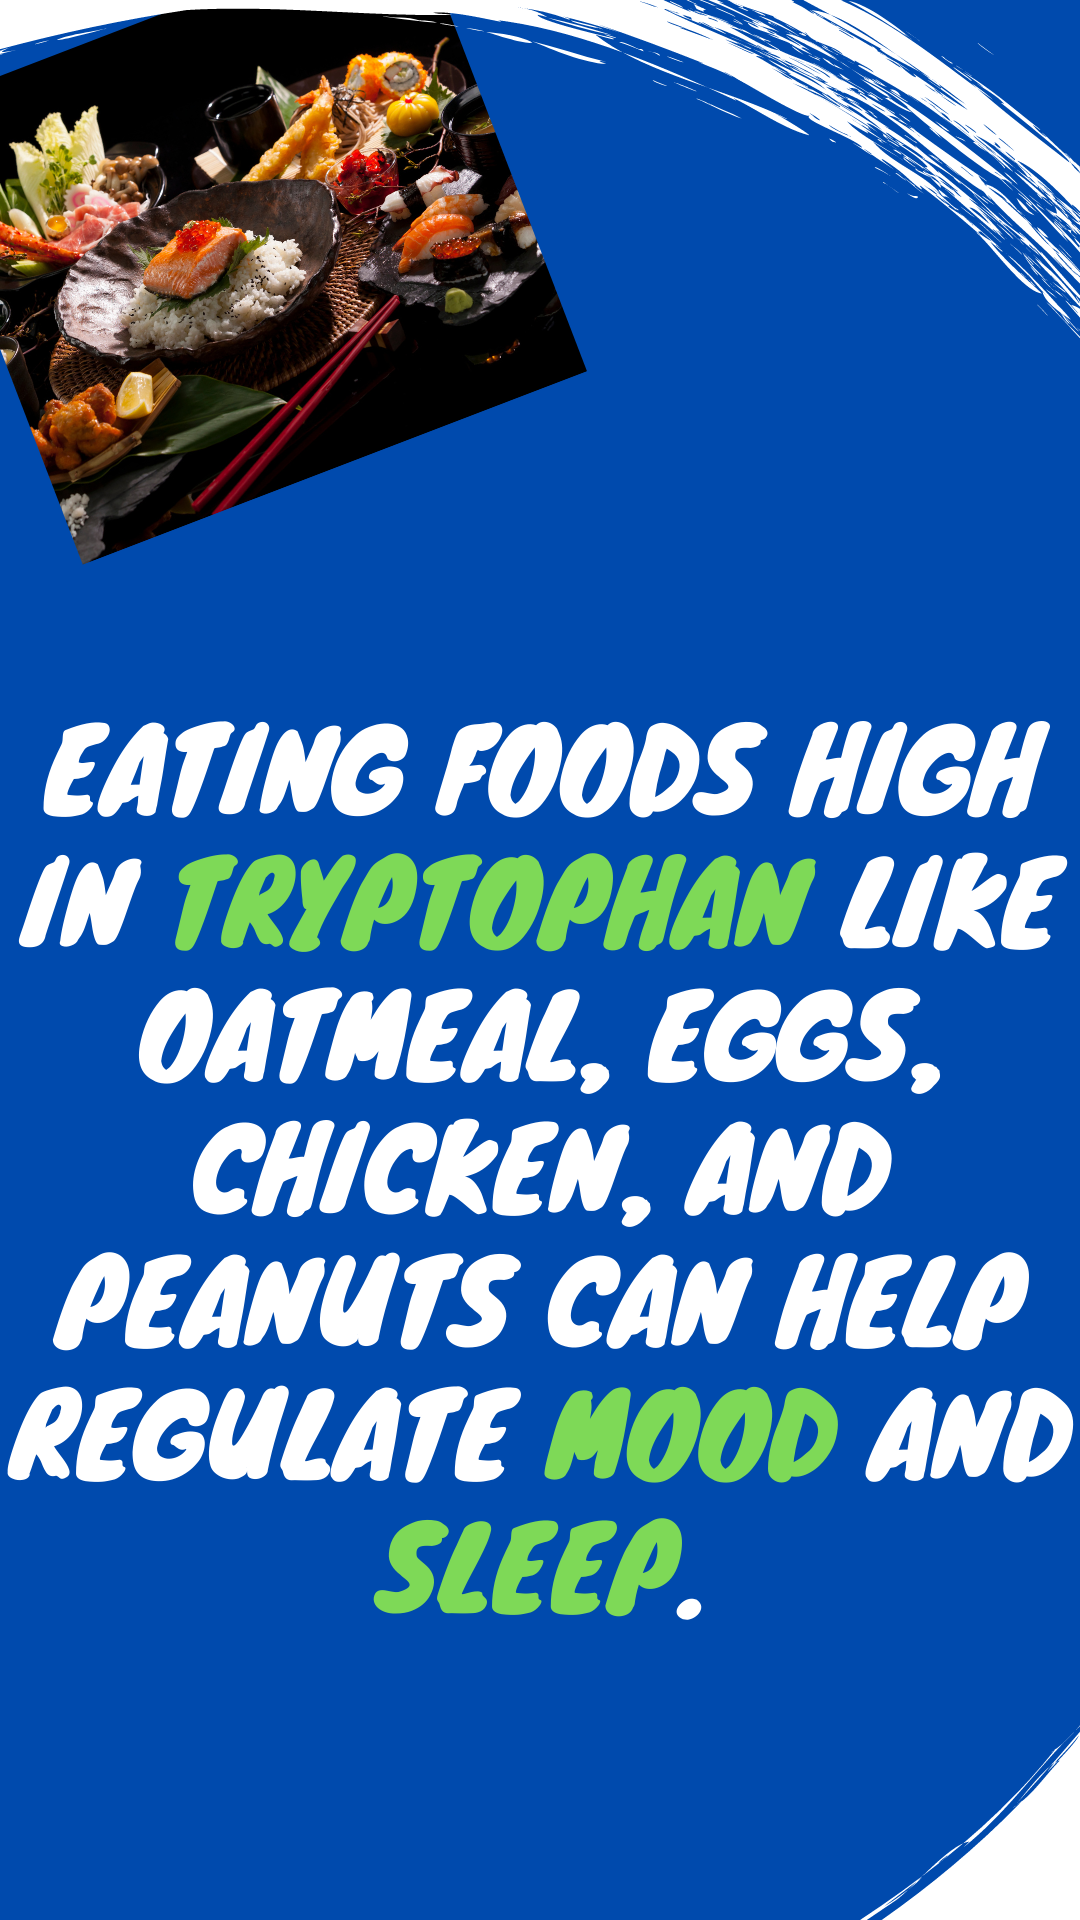 EATING FOODS HIGH
IN TRYPTOPHAN LIKE
OATMEAL, EGGS,
CHICKEN, AND
PEANUTS CAN HELP
REGULATE MOOD AND
SLEEP.